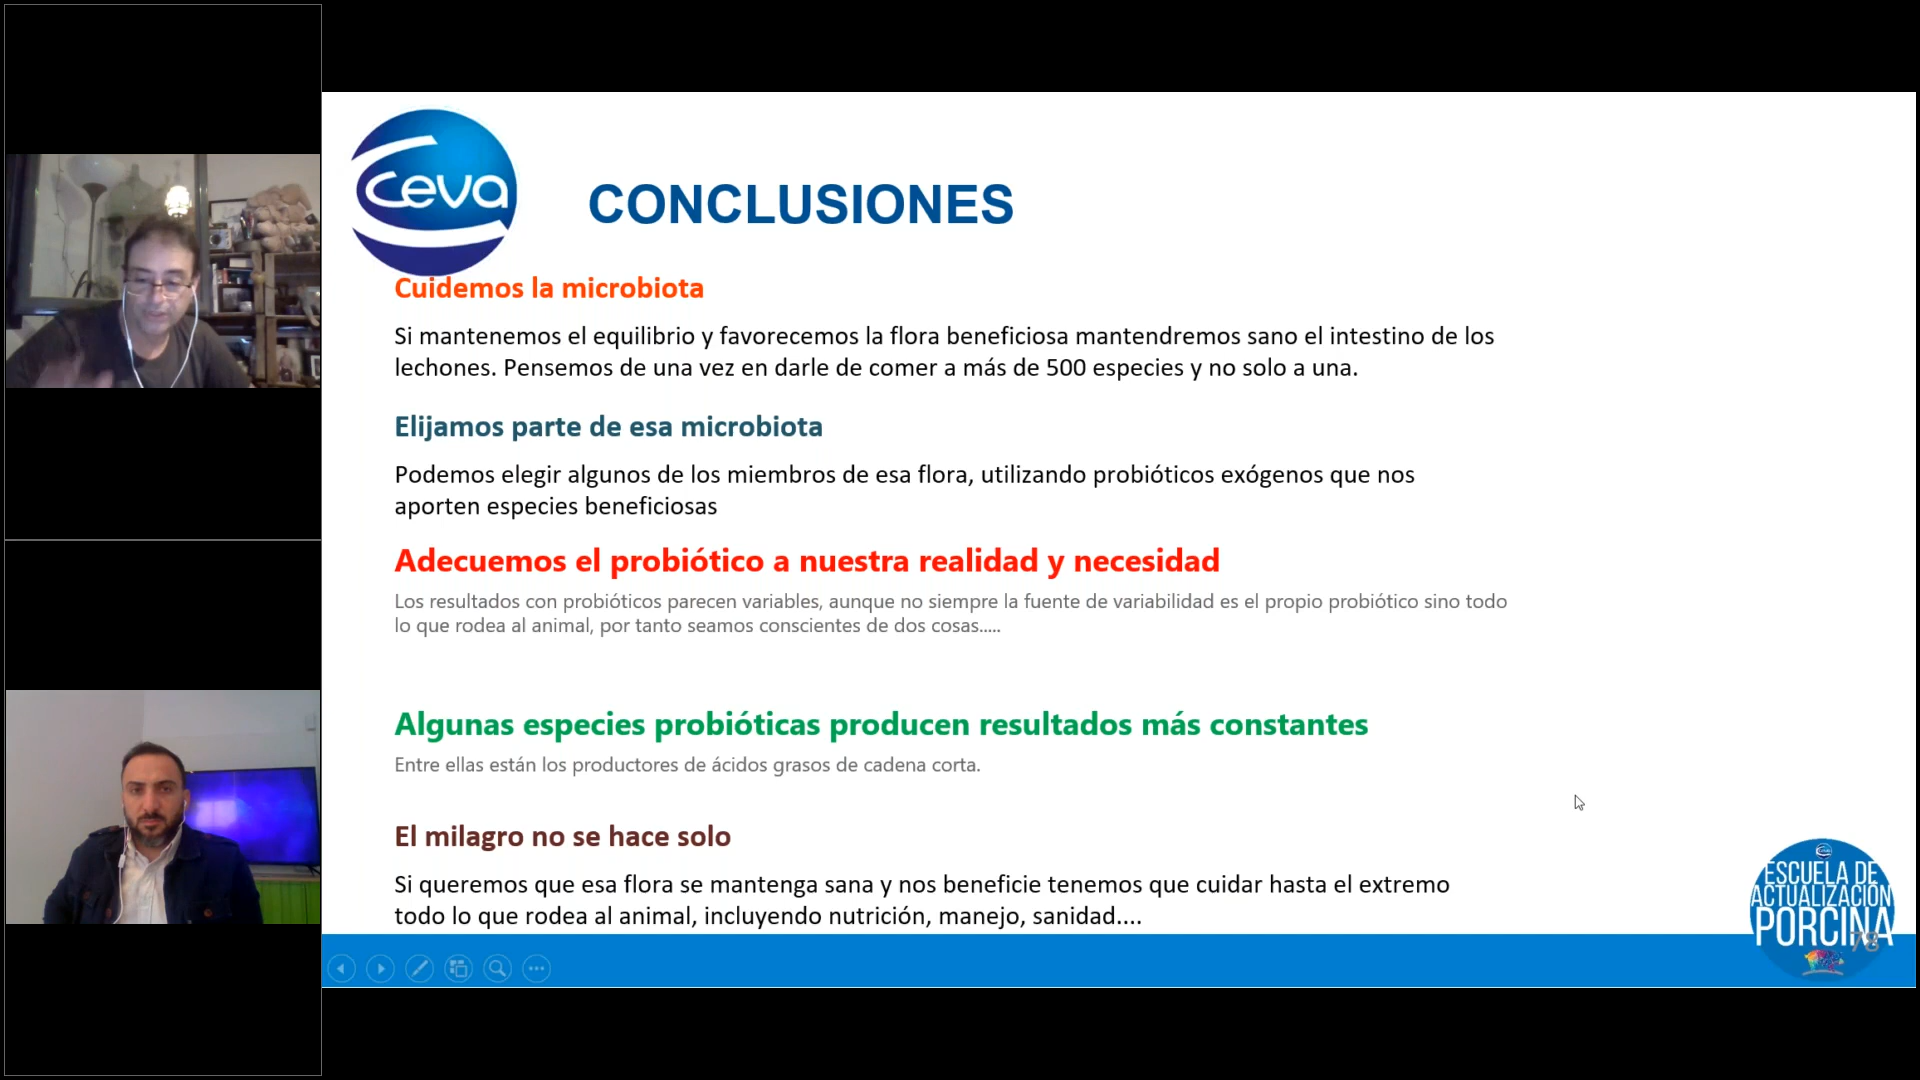 Ceva
CONCLUSIONES
Cuidemos la microbiota
Si mantenemos el equilibrio y favorecemos la flora beneficiosa mantendremos sano el intestino de los
lechones. Pensemos de una vez en darle de comer a más de 500 especies y no solo a una.
Elijamos parte de esa microbiota
Podemos elegir algunos de los miembros de esa flora, utilizando probióticos exógenos que nos
aporten especies beneficiosas
Adecuemos el probiótico a nuestra realidad y necesidad
Los resultados con probióticos parecen variables, aunque no siempre la fuente de variabilidad es el propio probiótico sino todo
lo que rodea al animal, por tanto seamos conscientes de dos cosas.....
Algunas especies probióticas producen resultados más constantes
Entre ellas están los productores de ácidos grasos de cadena corta.
El milagro no se hace solo
Si queremos que esa flora se mantenga sana y nos beneficie tenemos que cuidar hasta el extremo
todo lo que rodea al animal, incluyendo nutrición, manejo, sanidad....
ESCUELA DE
ACTUALIZACIÓN
PORCINA
78